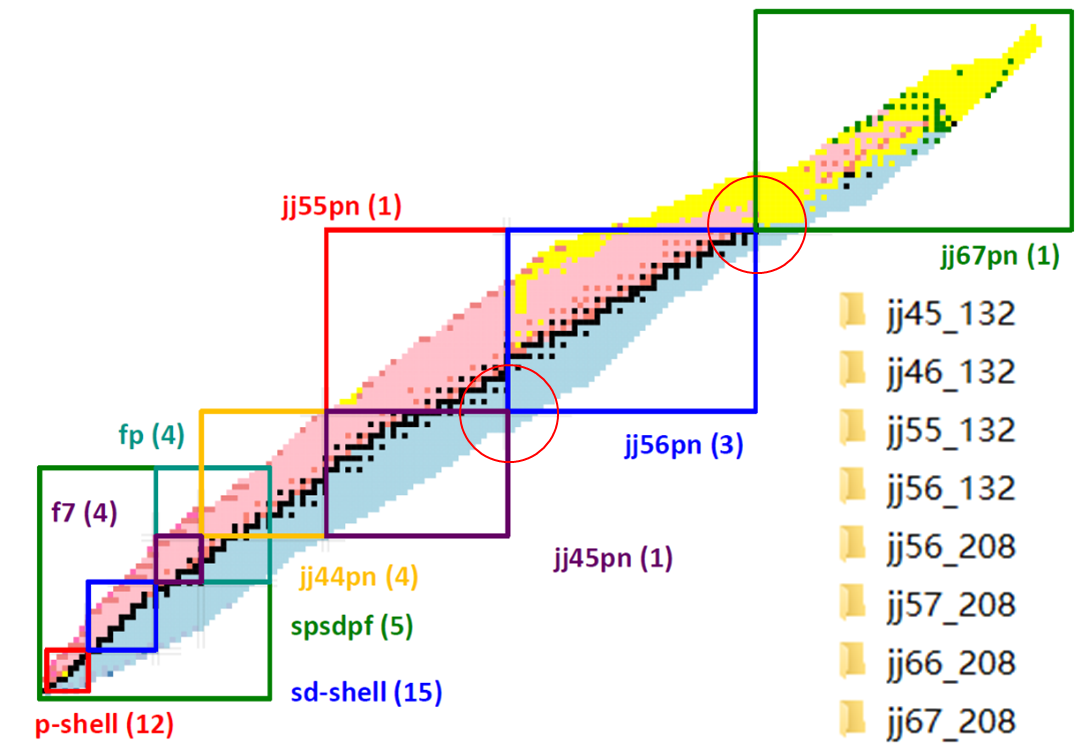 jj55pn (1)
jj67pn (1)
jj45_132
jj46_132
fp (4)
jj55_132
jj56pn (3)
jj56_132
f7 (4)
jj56_208
jj45pn (1)
jj44pn (4)
jj57_208
spsdpf (5)
jj66_208
sd-shell (15)
p-shell (12)
jj67_208